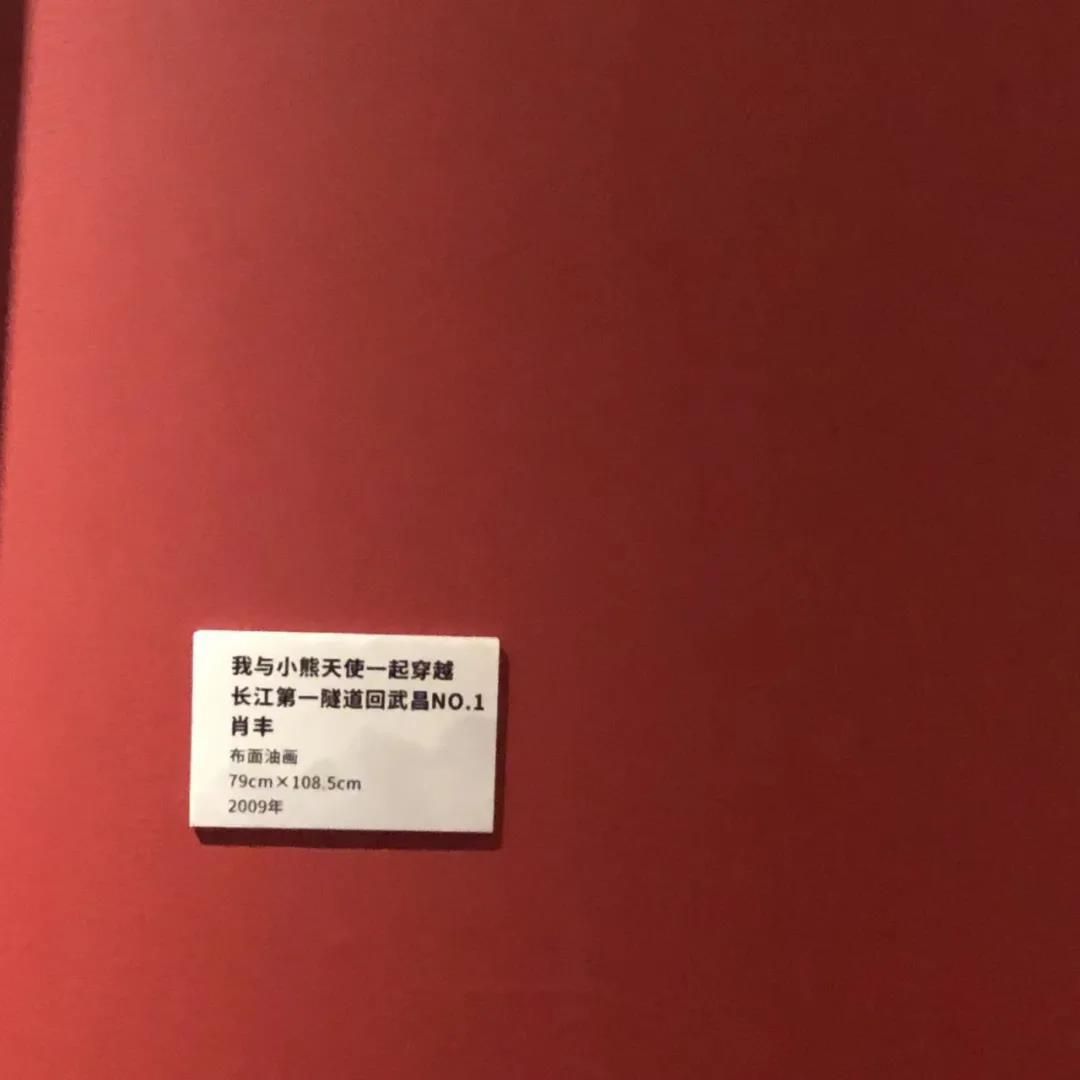 我与小熊天使一起穿越
长江第一隧道回武昌NO.1
肖丰
布面油画
79cm×108.5cm
2009年